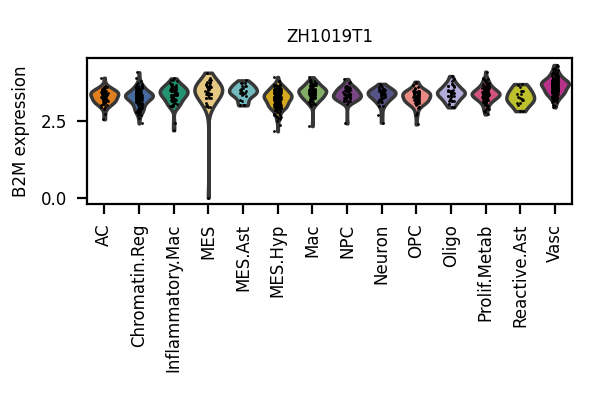 ZH1019T1
B2M expression
2.5
0.0
AC
Chromatin.Reg
Inflammatory.Mac
MES
MES.Ast
MES.Hyp
Mac
NPC
Neuron
OPC
Oligo
Prolif.Metab
Reactive.Ast
Vasc